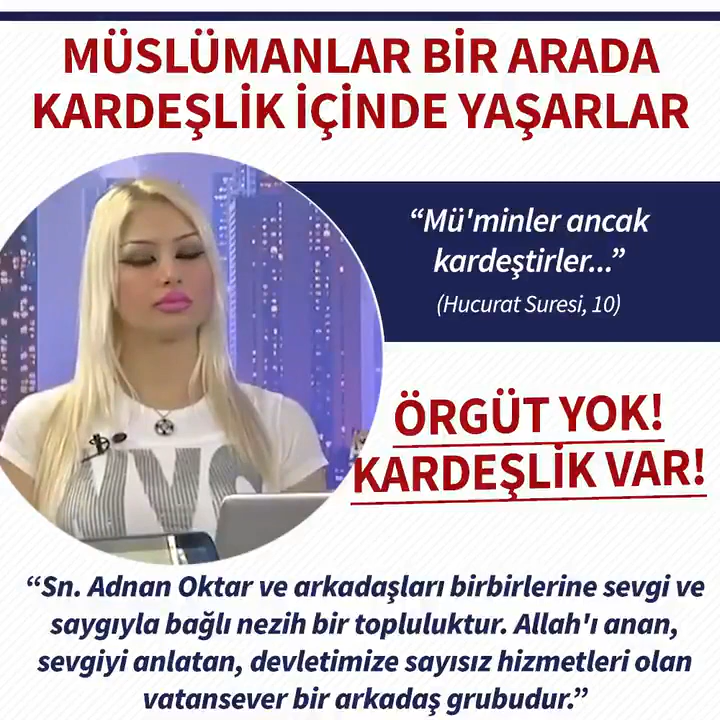 MÜSLÜMANLAR BİR ARADA
KARDEŞLİK İÇİNDE YAŞARLAR
“Mü'minler ancak
kardeştirler...”
(Hucurat Suresi, 10)
ÖRGÜT YOK!
KARDEŞLİK VAR!
NYC
“Sn. Adnan Oktar ve arkadaşları birbirlerine sevgi ve
saygıyla bağlı nezih bir topluluktur. Allah'ı anan,
sevgiyi anlatan, devletimize sayısız hizmetleri olan
vatansever bir arkadaş grubudur.”